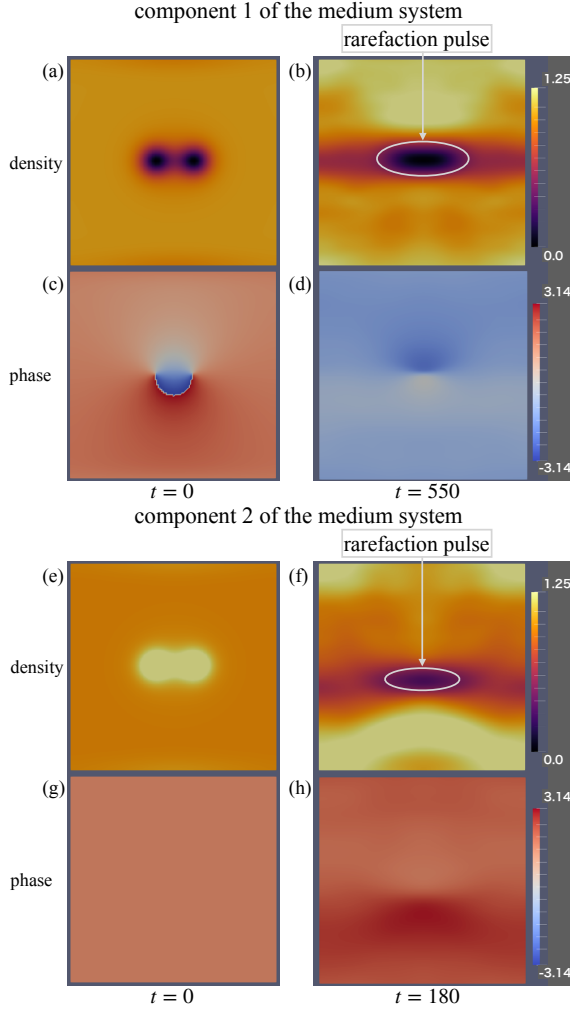 component 1 of the medium system
rarefaction pulse
(a)
(b)
1.25
density
0.0
(c)
(d)
3.14
phase
-3.14
t = 0
t = 550
component 2 of the medium system
rarefaction pulse
(e)
(f)
1.25
density
0.0
(g)
(h)
3.14
phase
-3.14
t = 0
t = 180